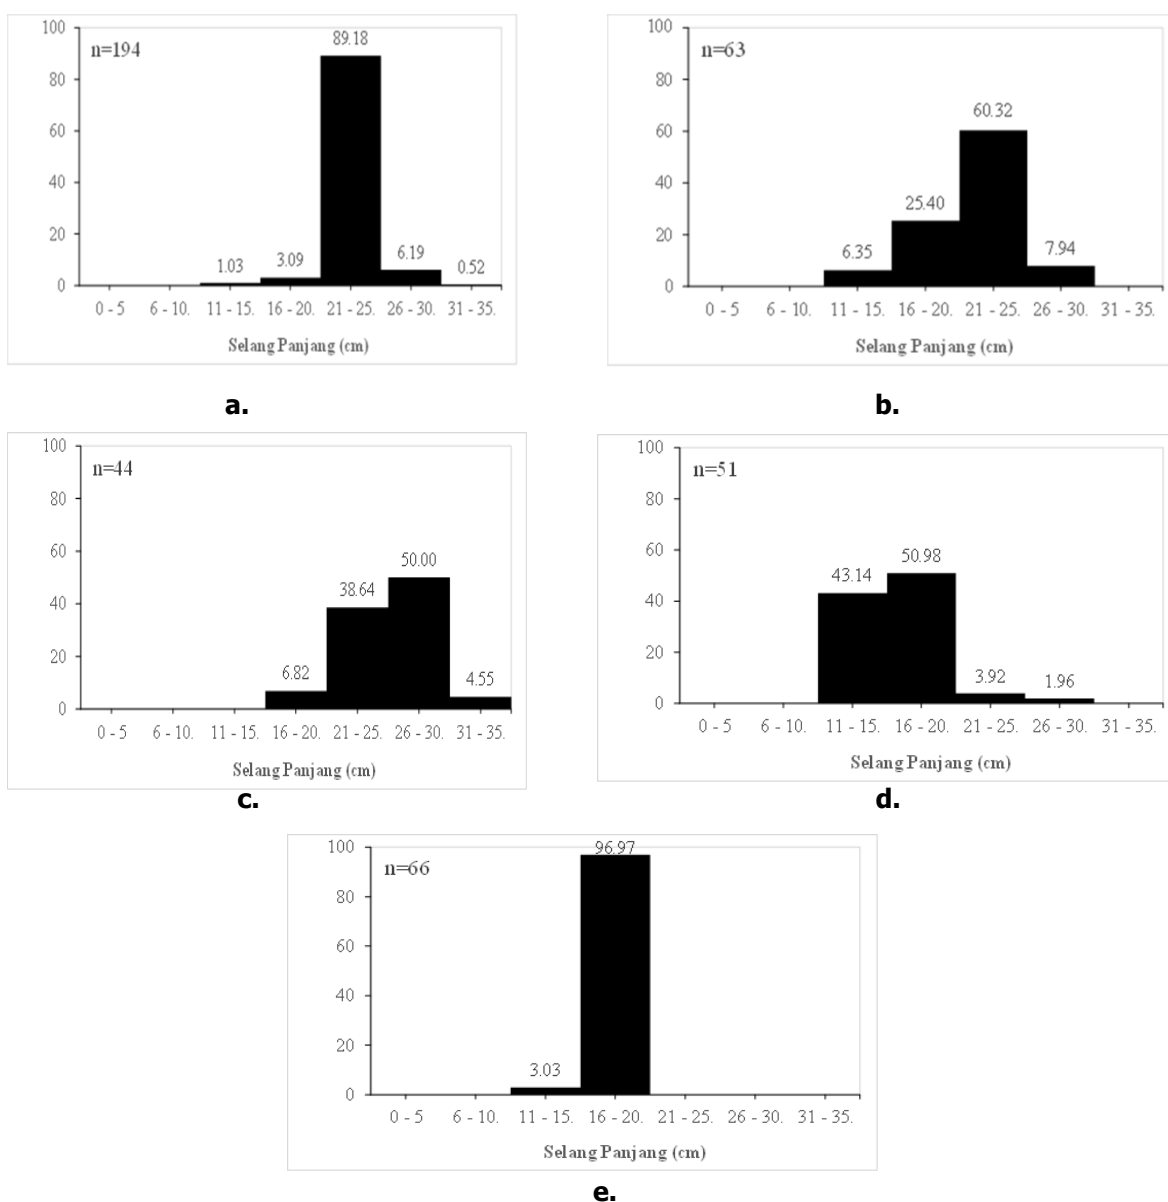 100
80
60
40
20
0
n=194
89.18
6.19
3.09
1.03
0.52
0 - 5 6 - 10. 11 - 15. 16 - 20. 21 - 25. 26 - 30. 31 - 35.
Selang Panjang (cm)
a.
100
80
60
40
20
0
n=63
60.32
25.40
6.35
7.94
0 - 5 6 - 10. 11 - 15. 16 - 20. 21 - 25. 26 - 30. 31 - 35.
Selang Panjang (cm)
b.
100
80
60
40
20
0
n=44
50.00
38.64
6.82
4.55
0 - 5 6 - 10. 11 - 15. 16 - 20. 21 - 25. 26 - 30. 31 - 35.
Selang Panjang (cm)
c.
100
80
60
40
20
0
n=51
50.98
43.14
3.92
1.96
0 - 5 6 - 10. 11 - 15. 16 - 20. 21 - 25. 26 - 30. 31 - 35.
Selang Panjang (cm)
d.
100
80
60
40
20
0
n=66
96.97
3.03
0 - 5 6 - 10. 11 - 15. 16 - 20. 21 - 25. 26 - 30. 31 - 35.
Selang Panjang (cm)
e.